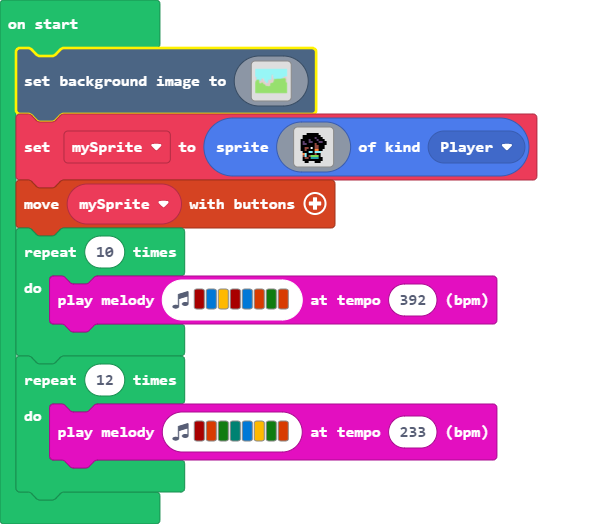 on start
set background image to
set mySprite to sprite of kind Player
move mySprite with buttons
repeat 10 times
do
play melody at tempo 392 (bpm)
repeat 12 times
do
play melody at tempo 233 (bpm)